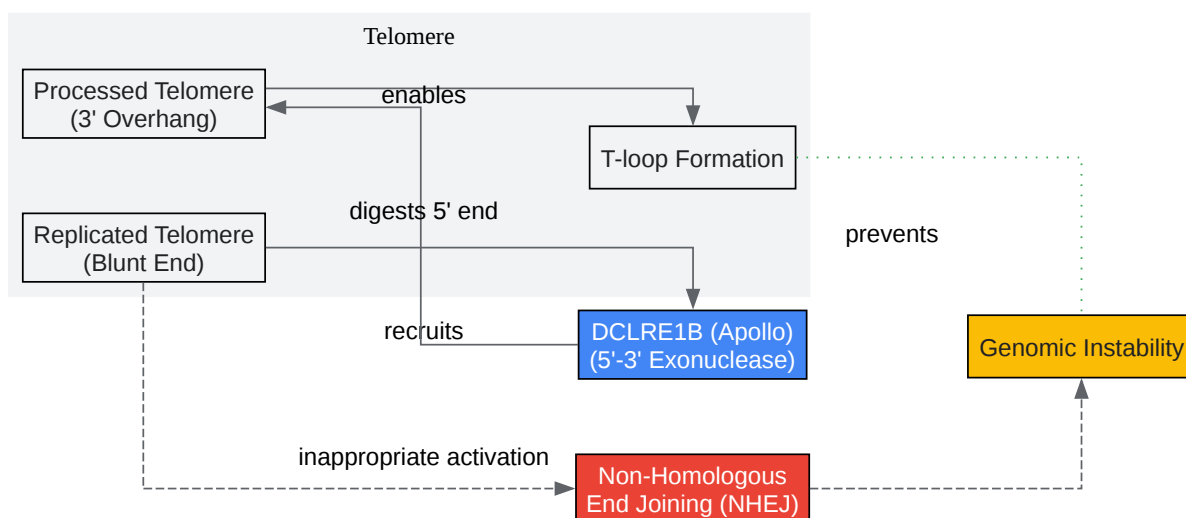 Telomere
Processed Telomere
(3' Overhang)
enables
T-loop Formation
digests 5' end
Replicated Telomere
(Blunt End)
prevents
recruits
DCLRE1B (Apollo)
(5'-3' Exonuclease)
Genomic Instability
inappropriate activation
Non-Homologous
End Joining (NHEJ)